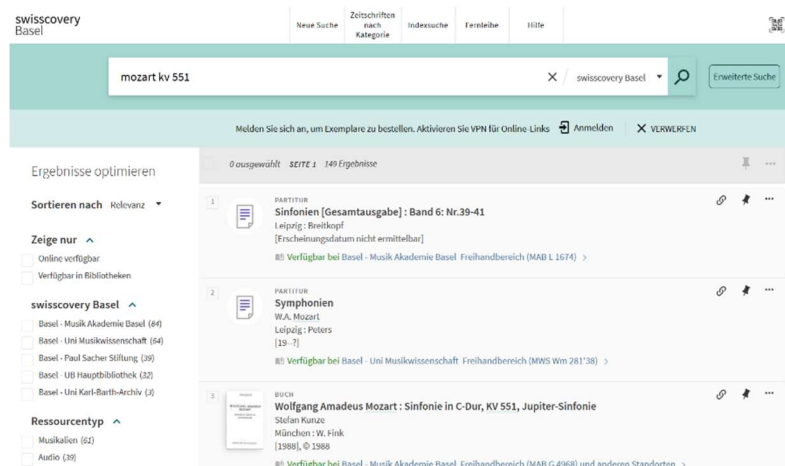 swisscovery
Basel
Neue Suche
Zeitschriften
nach
Kategorie
Indexsuche
Fernleihe
Hilfe
mozart kv 551
swisscovery Basel
Erweiterte Suche
Melden Sie sich an, um Exemplare zu bestellen. Aktivieren Sie VPN für Online-Links Anmelden VERWERFEN
Ergebnisse optimieren
0 ausgewählt SEITE 1 149 Ergebnisse
Sortieren nach Relevanz
Zeige nur
Online verfügbar
Verfügbar in Bibliotheken
swisscovery Basel
Basel - Musik Akademie Basel (84)
Basel - Uni Musikwissenschaft (64)
Basel - Paul Sacher Stiftung (39)
Basel - UB Hauptbibliothek (32)
Basel - Uni Karl-Barth-Archiv (3)
Ressourcentyp
Musikalien (61)
Audio (39)
1
PARTITUR
Sinfonien [Gesamtausgabe] : Band 6: Nr.39-41
Leipzig : Breitkopf
[Erscheinungsdatum nicht ermittelbar]
Verfügbar bei Basel - Musik Akademie Basel Freihandbereich (MAB L 1674) >
2
PARTITUR
Symphonien
W.A. Mozart
Leipzig : Peters
[19--?]
Verfügbar bei Basel - Uni Musikwissenschaft Freihandbereich (MWS Wm 281'38) >
3
BUCH
Wolfgang Amadeus Mozart : Sinfonie in C-Dur, KV 551, Jupiter-Sinfonie
Stefan Kunze
München : W. Fink
[1988], © 1988
Verfügbar bei Basel - Musik Akademie Basel Freihandbereich (MAB G 4968) und anderen Standorten >